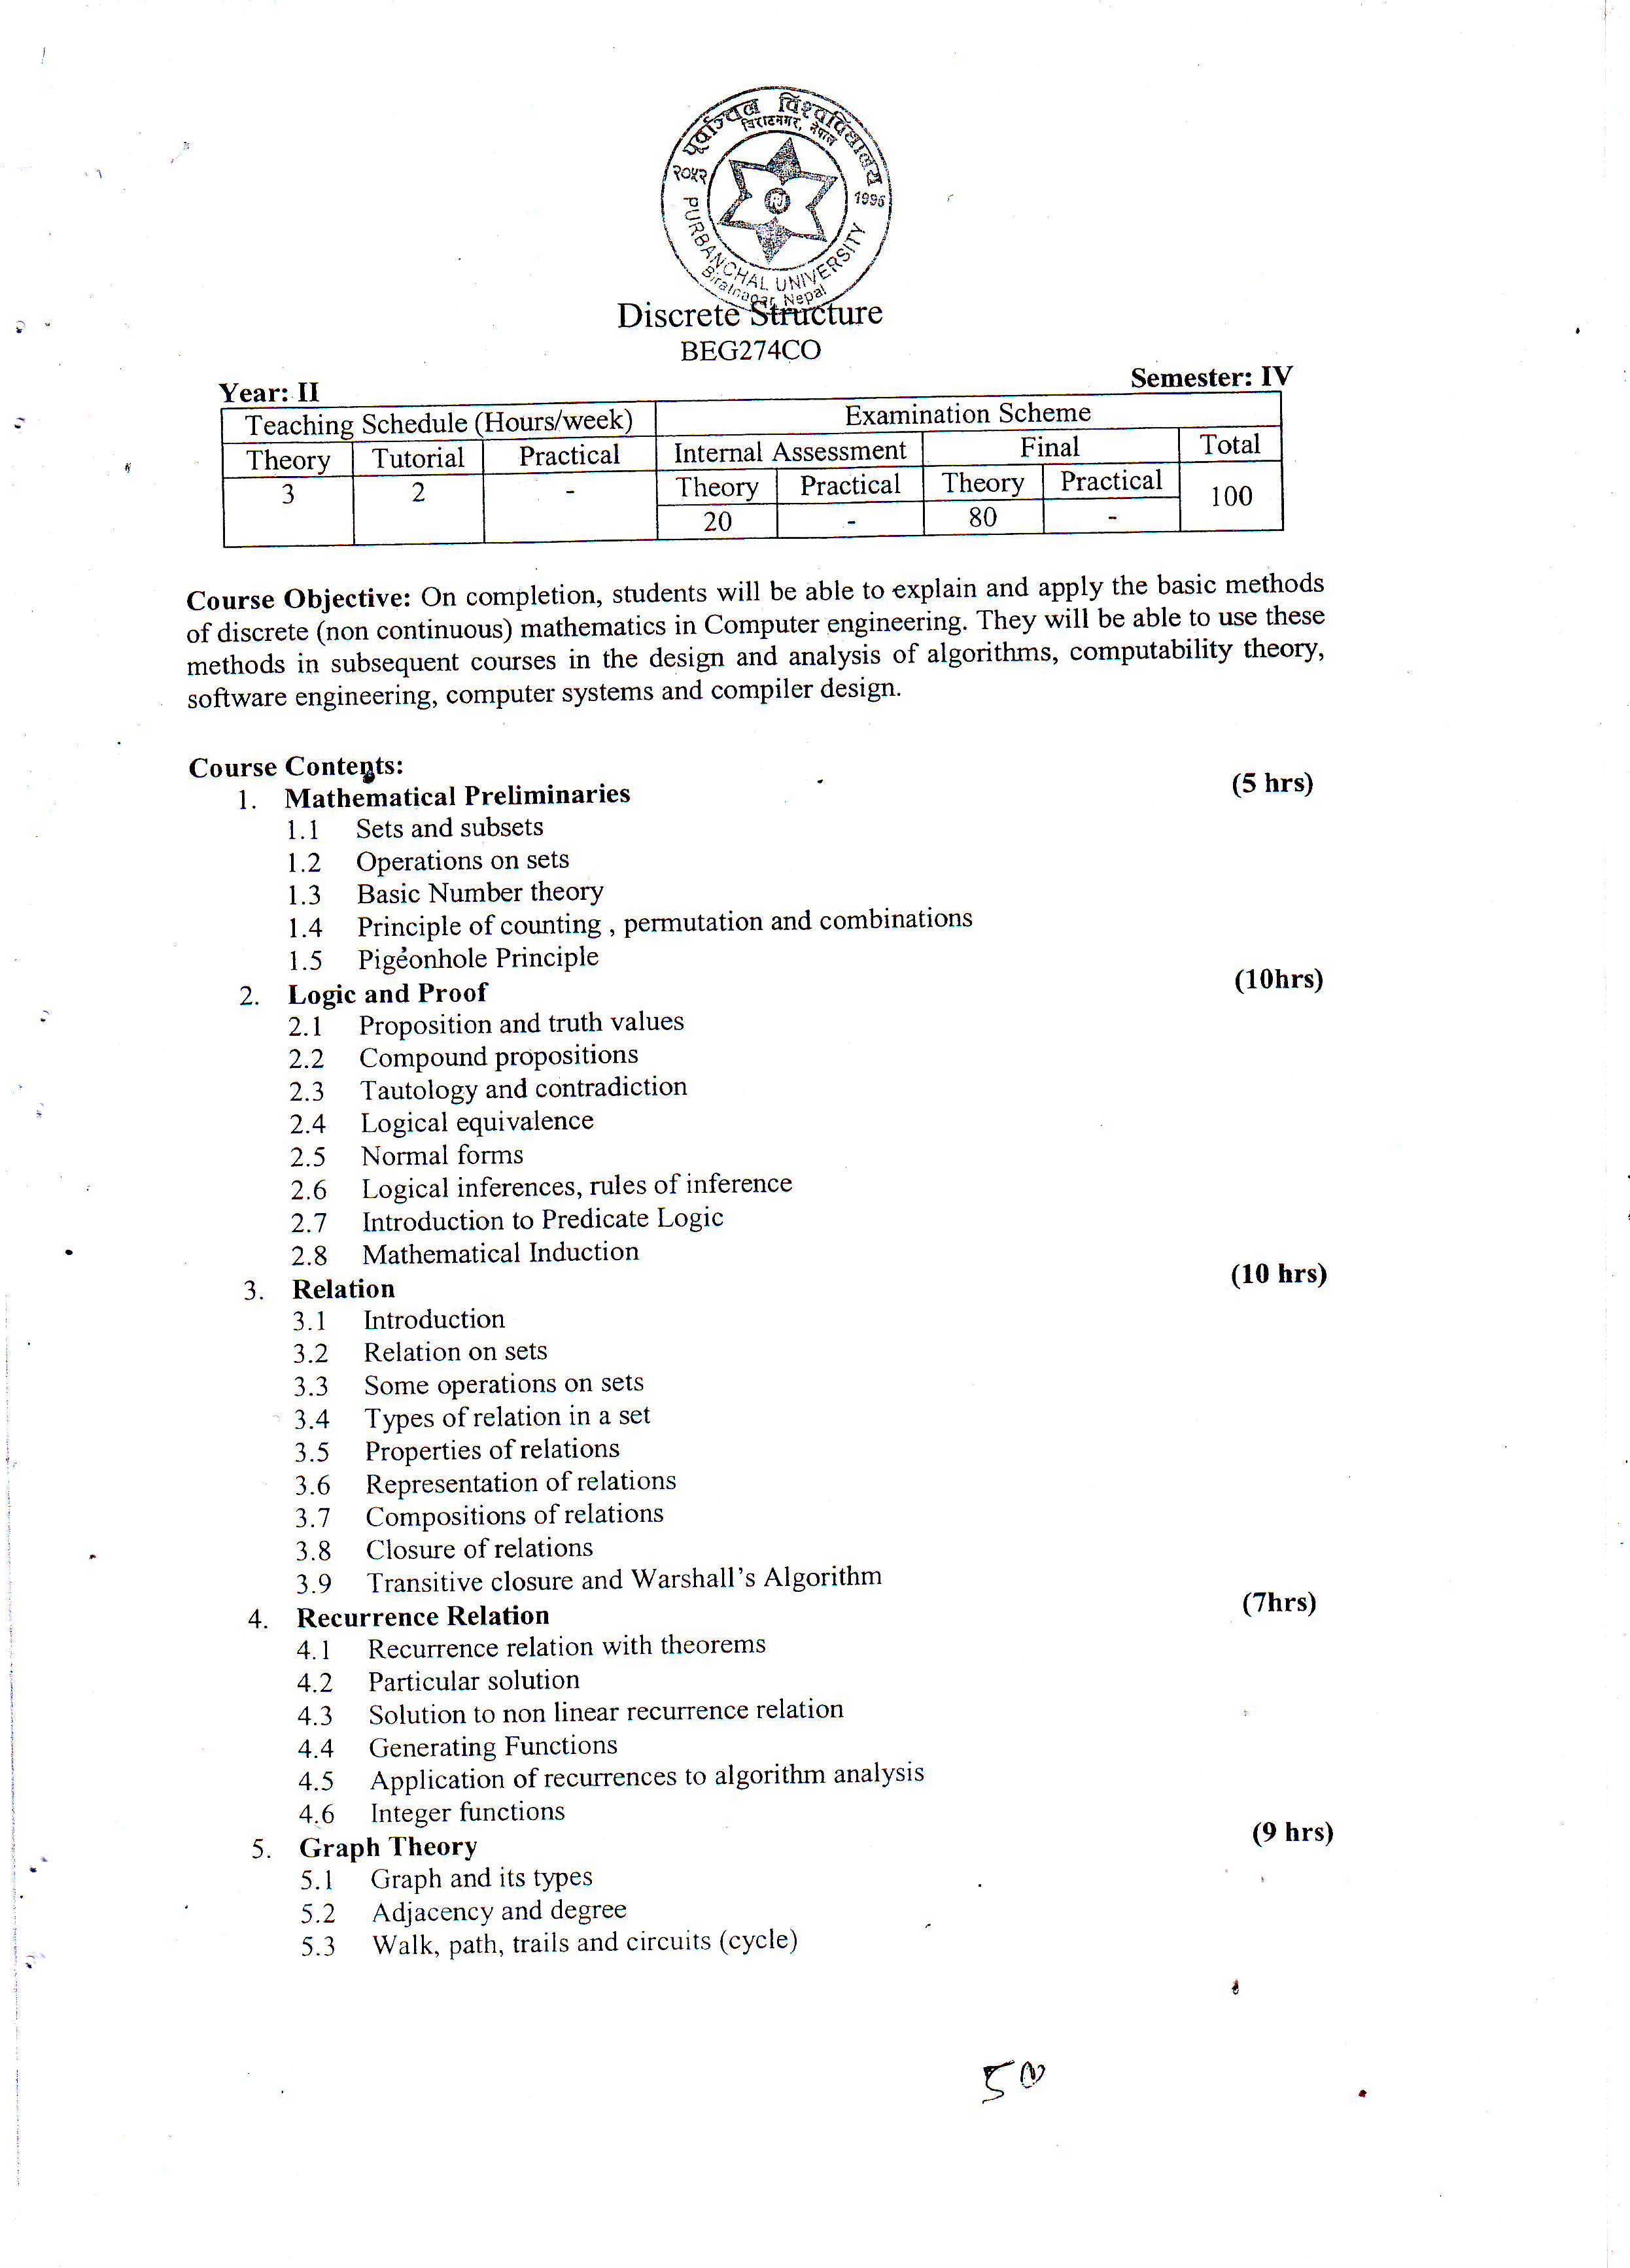 पूर्वाञ्चल विश्वविद्यालय
विराटनगर, नेपाल
२०५२
1996
PURBANCHAL UNIVERSITY
Biratnagar, Nepal
Discrete Structure
BEG274CO
Year: II Semester: IV
Teaching Schedule (Hours/week) Examination Scheme
Theory Tutorial Practical Internal Assessment Final Total
3 2 - Theory Practical Theory Practical 100
20 - 80 -
Course Objective: On completion, students will be able to explain and apply the basic methods
of discrete (non continuous) mathematics in Computer engineering. They will be able to use these
methods in subsequent courses in the design and analysis of algorithms, computability theory,
software engineering, computer systems and compiler design.
Course Contents:
1. Mathematical Preliminaries (5 hrs)
1.1 Sets and subsets
1.2 Operations on sets
1.3 Basic Number theory
1.4 Principle of counting , permutation and combinations
1.5 Pigeonhole Principle
2. Logic and Proof (10hrs)
2.1 Proposition and truth values
2.2 Compound propositions
2.3 Tautology and contradiction
2.4 Logical equivalence
2.5 Normal forms
2.6 Logical inferences, rules of inference
2.7 Introduction to Predicate Logic
2.8 Mathematical Induction
3. Relation (10 hrs)
3.1 Introduction
3.2 Relation on sets
3.3 Some operations on sets
3.4 Types of relation in a set
3.5 Properties of relations
3.6 Representation of relations
3.7 Compositions of relations
3.8 Closure of relations
3.9 Transitive closure and Warshall's Algorithm
4. Recurrence Relation (7hrs)
4.1 Recurrence relation with theorems
4.2 Particular solution
4.3 Solution to non linear recurrence relation
4.4 Generating Functions
4.5 Application of recurrences to algorithm analysis
4.6 Integer functions
5. Graph Theory (9 hrs)
5.1 Graph and its types
5.2 Adjacency and degree
5.3 Walk, path, trails and circuits (cycle)